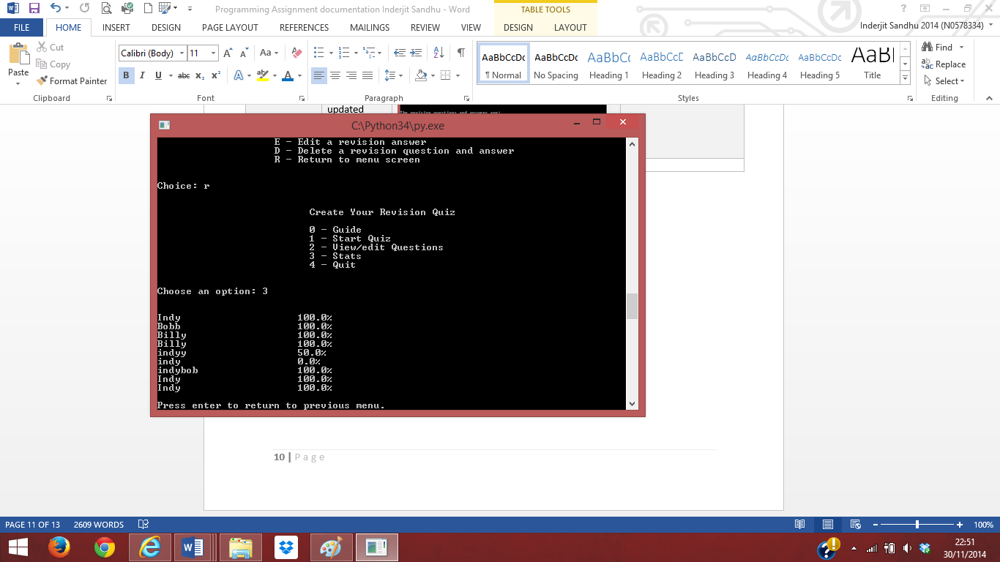 Programming Assignment documentation Inderjit Sandhu - Word
TABLE TOOLS
FILE HOME INSERT DESIGN PAGE LAYOUT REFERENCES MAILINGS REVIEW VIEW DESIGN LAYOUT
Inderjit Sandhu 2014 (N0578334)
Paste
Cut
Copy
Format Painter
Calibri (Body) 11
AaBbCcDc AaBbCcDc AaBbCc AaBbCcD AaBbCcD AaBbCcDc AaBbCcDc AaB
¶ Normal No Spacing Heading 1 Heading 2 Heading 3 Heading 4 Heading 5 Title
Find
Replace
Select
Clipboard Font Paragraph Styles Editing
updated
The revision questions and answers are:
C:\Python34\py.exe
E - Edit a revision answer
D - Delete a revision question and answer
R - Return to menu screen
Choice: r
Create Your Revision Quiz
0 - Guide
1 - Start Quiz
2 - View/edit Questions
3 - Stats
4 - Quit
Choose an option: 3
Indy 100.0%
Bobb 100.0%
Billy 100.0%
Billy 100.0%
indyy 50.0%
indy 0.0%
indybob 100.0%
Indy 100.0%
Indy 100.0%
Press enter to return to previous menu.
10 | Page
PAGE 11 OF 13 2609 WORDS 100%
22:51
30/11/2014